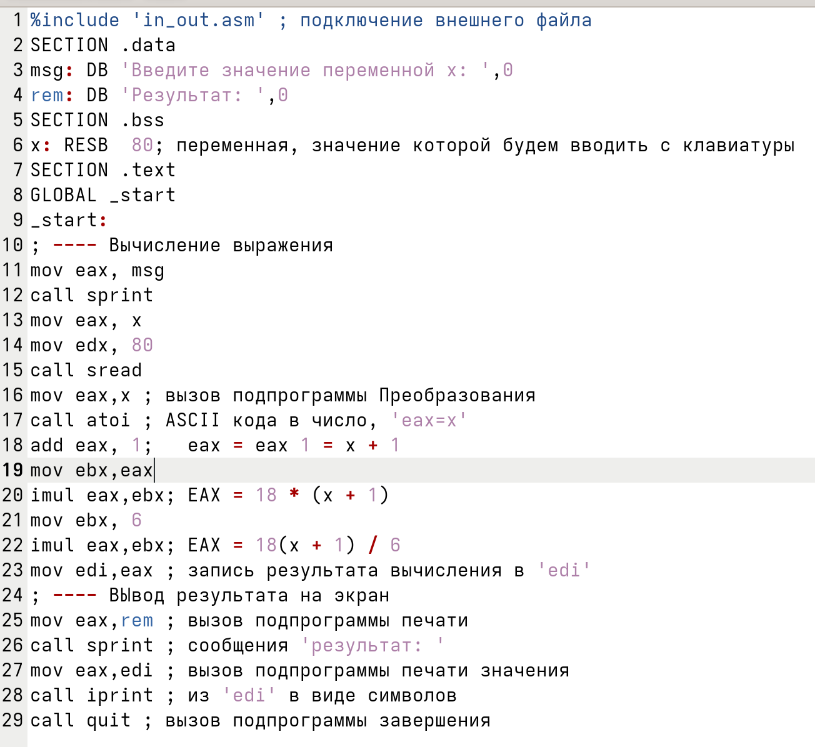 1 %include 'in_out.asm' ; подключение внешнего файла
2 SECTION .data
3 msg: DB 'Введите значение переменной x: ',0
4 rem: DB 'Результат: ',0
5 SECTION .bss
6 x: RESB  80; переменная, значение которой будем вводить с клавиатуры
7 SECTION .text
8 GLOBAL _start
9 _start:
10 ; ---- Вычисление выражения
11 mov eax, msg
12 call sprint
13 mov eax, x
14 mov edx, 80
15 call sread
16 mov eax,x ; вызов подпрограммы Преобразования
17 call atoi ; ASCII кода в число, 'eax=x'
18 add eax, 1;   eax = eax 1 = x + 1
19 mov ebx,eax
20 imul eax,ebx; EAX = 18 * (x + 1)
21 mov ebx, 6
22 imul eax,ebx; EAX = 18(x + 1) / 6
23 mov edi,eax ; запись результата вычисления в 'edi'
24 ; ---- ВЫвод результата на экран
25 mov eax,rem ; вызов подпрограммы печати
26 call sprint ; сообщения 'результат: '
27 mov eax,edi ; вызов подпрограммы печати значения
28 call iprint ; из 'edi' в виде символов
29 call quit ; вызов подпрограммы завершения